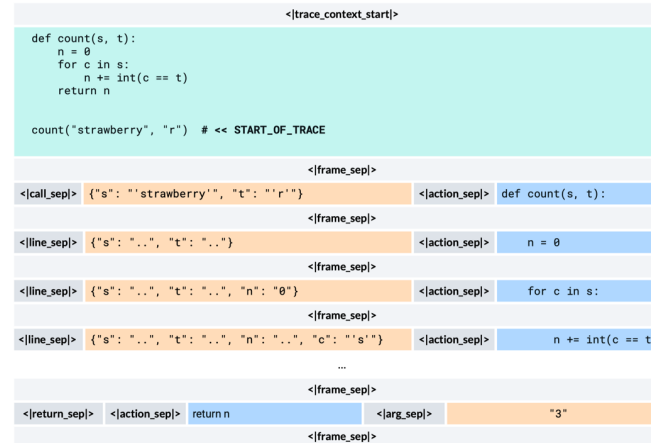 <|trace_context_start|>
def count(s, t):
    n = 0
    for c in s:
        n += int(c == t)
    return n
count("strawberry", "r")  # << START_OF_TRACE
<|frame_sep|>
<|call_sep|> {"s": "'strawberry'", "t": "'r'"} <|action_sep|> def count(s, t):
<|frame_sep|>
<|line_sep|> {"s": "..", "t": ".."} <|action_sep|> n = 0
<|frame_sep|>
<|line_sep|> {"s": "..", "t": "..", "n": "0"} <|action_sep|> for c in s:
<|frame_sep|>
<|line_sep|> {"s": "..", "t": "..", "n": "..", "c": "'s'"} <|action_sep|> n += int(c == t
...
<|frame_sep|>
<|return_sep|> <|action_sep|> return n <|arg_sep|> "3"
<|frame_sep|>